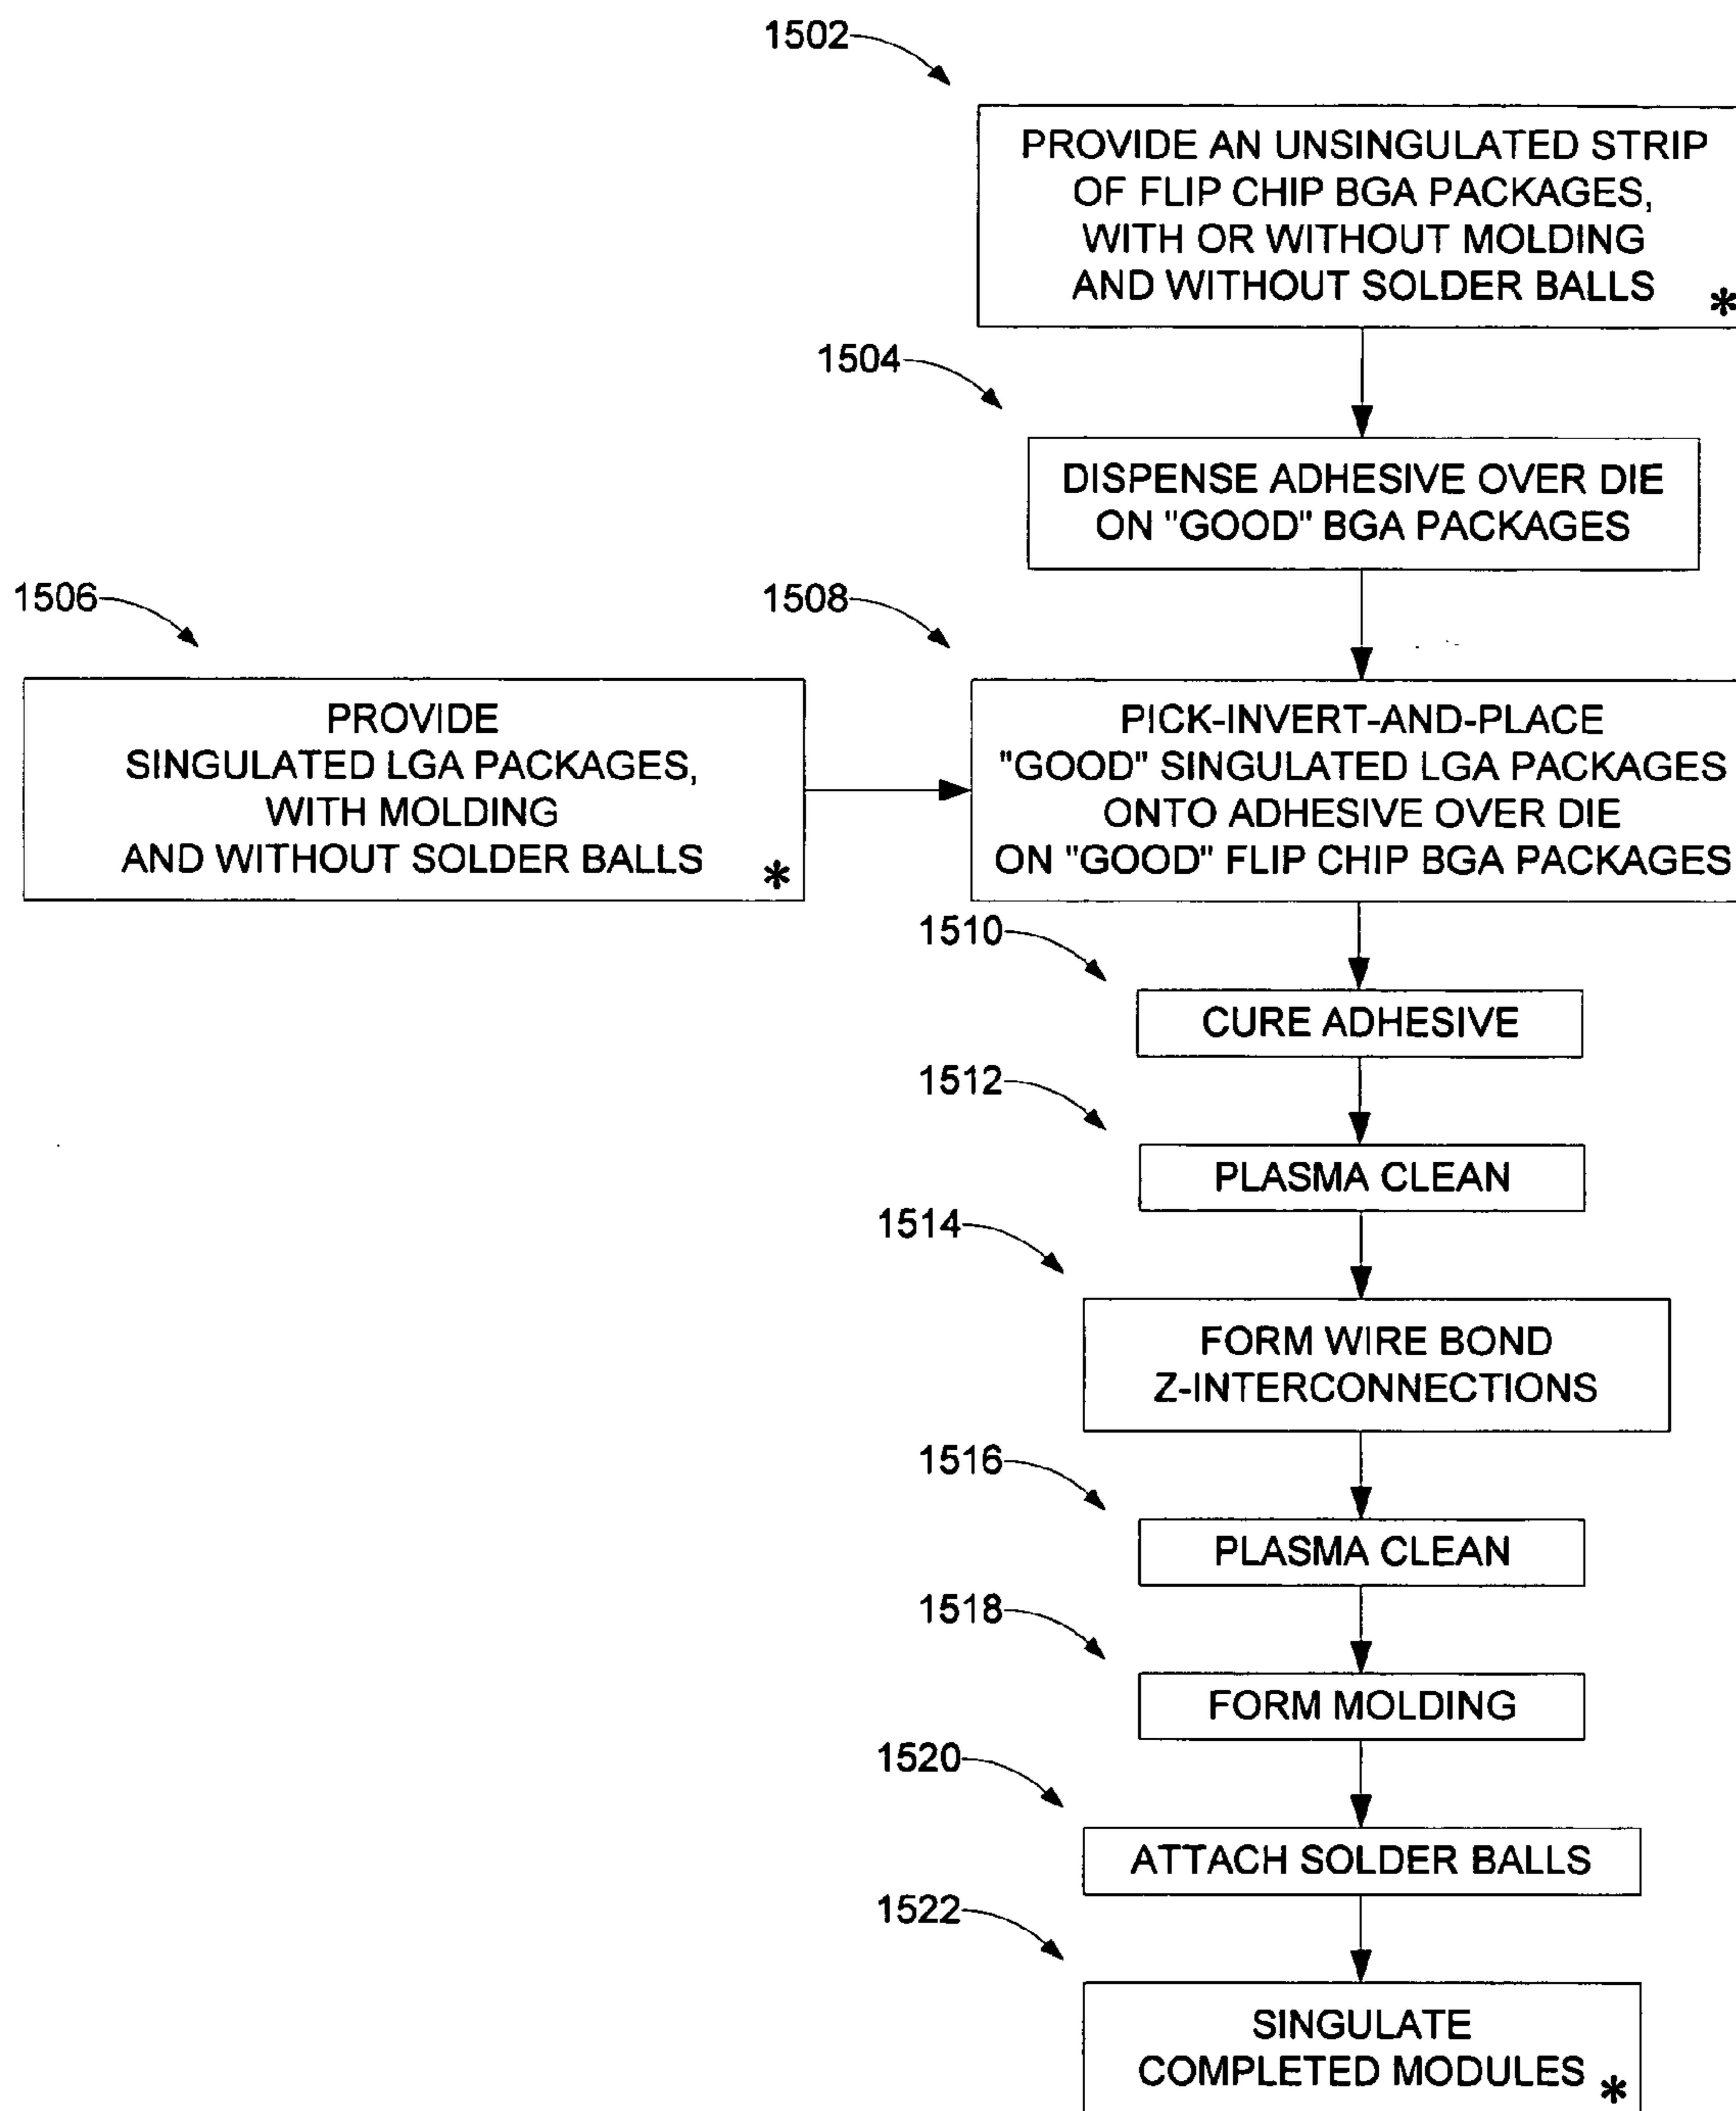 1502
PROVIDE AN UNSINGULATED STRIP
OF FLIP CHIP BGA PACKAGES,
WITH OR WITHOUT MOLDING
AND WITHOUT SOLDER BALLS *
1504
DISPENSE ADHESIVE OVER DIE
ON "GOOD" BGA PACKAGES
1506
PROVIDE
SINGULATED LGA PACKAGES,
WITH MOLDING
AND WITHOUT SOLDER BALLS *
1508
PICK-INVERT-AND-PLACE
"GOOD" SINGULATED LGA PACKAGES
ONTO ADHESIVE OVER DIE
ON "GOOD" FLIP CHIP BGA PACKAGES
1510
CURE ADHESIVE
1512
PLASMA CLEAN
1514
FORM WIRE BOND
Z-INTERCONNECTIONS
1516
PLASMA CLEAN
1518
FORM MOLDING
1520
ATTACH SOLDER BALLS
1522
SINGULATE
COMPLETED MODULES *